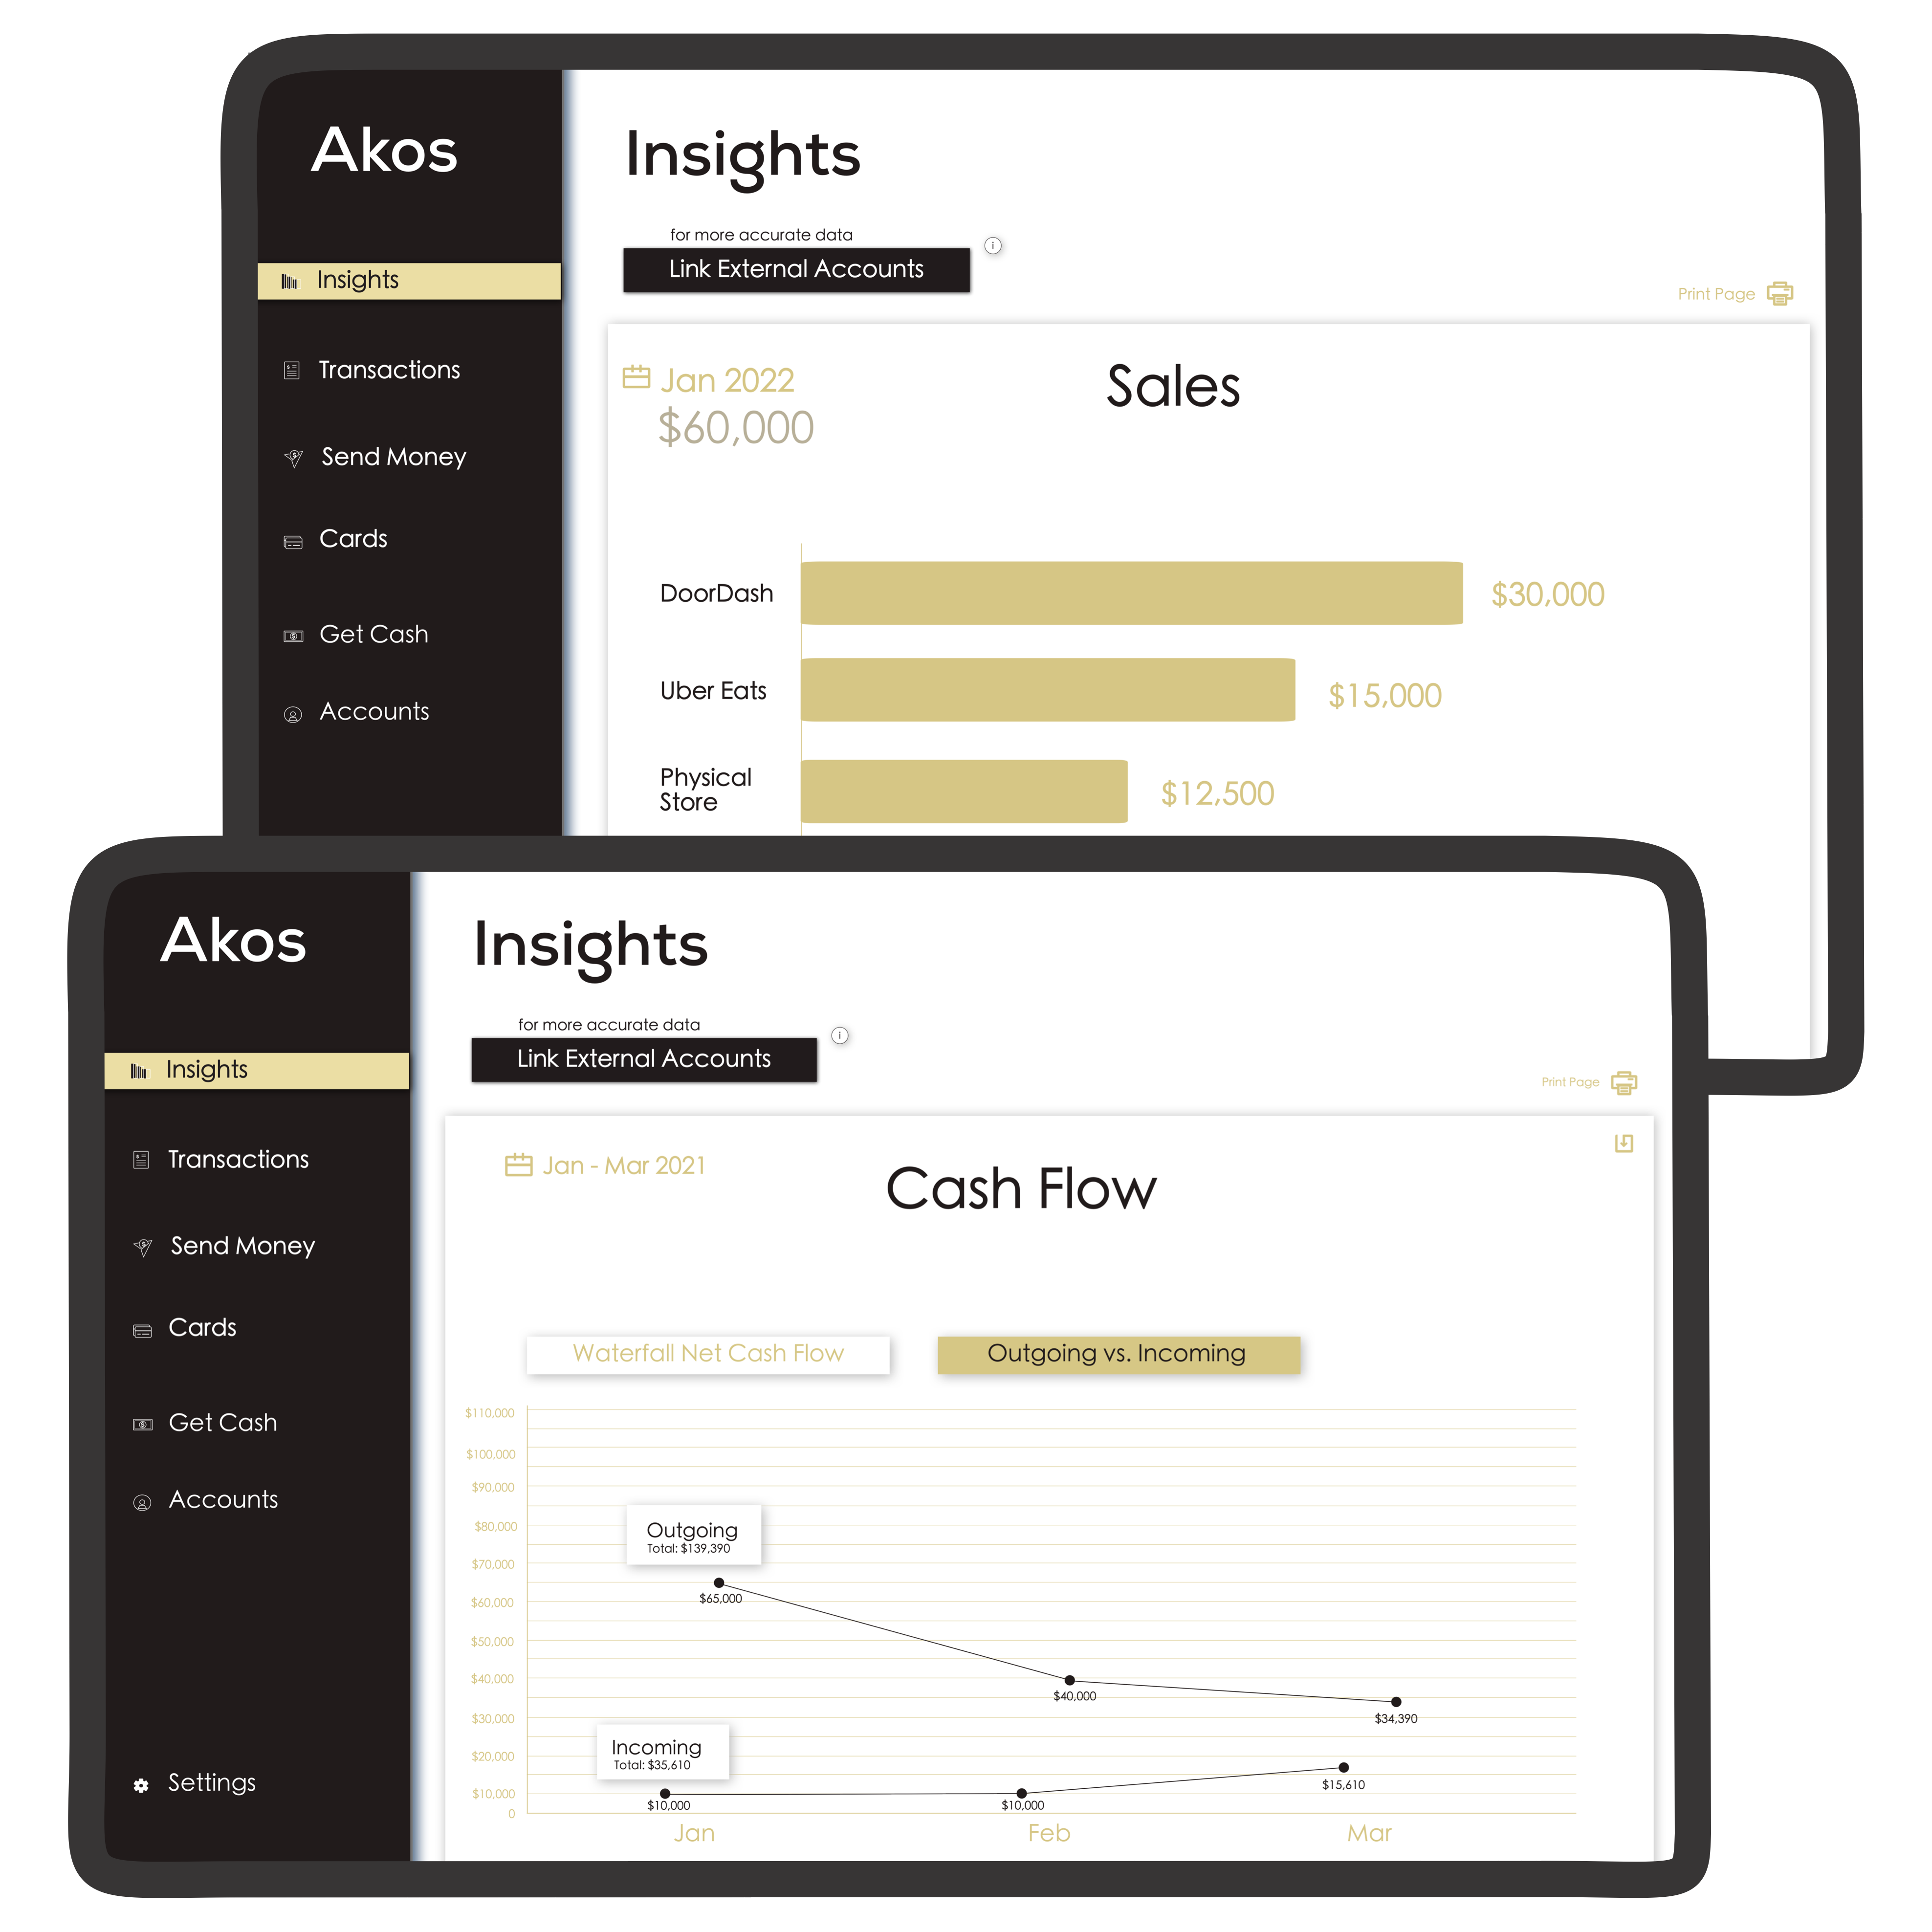 Akos
Insights
Transactions
Send Money
Cards
Get Cash
Accounts
Insights
for more accurate data
i
Link External Accounts
Print Page
Jan 2022
$60,000
Sales
DoorDash
$30,000
Uber Eats
$15,000
Physical
Store
$12,500
Akos
Insights
Transactions
Send Money
Cards
Get Cash
Accounts
Settings
Insights
for more accurate data
i
Link External Accounts
Print Page
Jan - Mar 2021
Cash Flow
Waterfall Net Cash Flow
Outgoing vs. Incoming
$110,000
$100,000
$90,000
$80,000
$70,000
$60,000
$50,000
$40,000
$30,000
$20,000
$10,000
0
Outgoing
Total: $139,390
$65,000
$40,000
$34,390
Incoming
Total: $35,610
$10,000
$10,000
$15,610
Jan
Feb
Mar